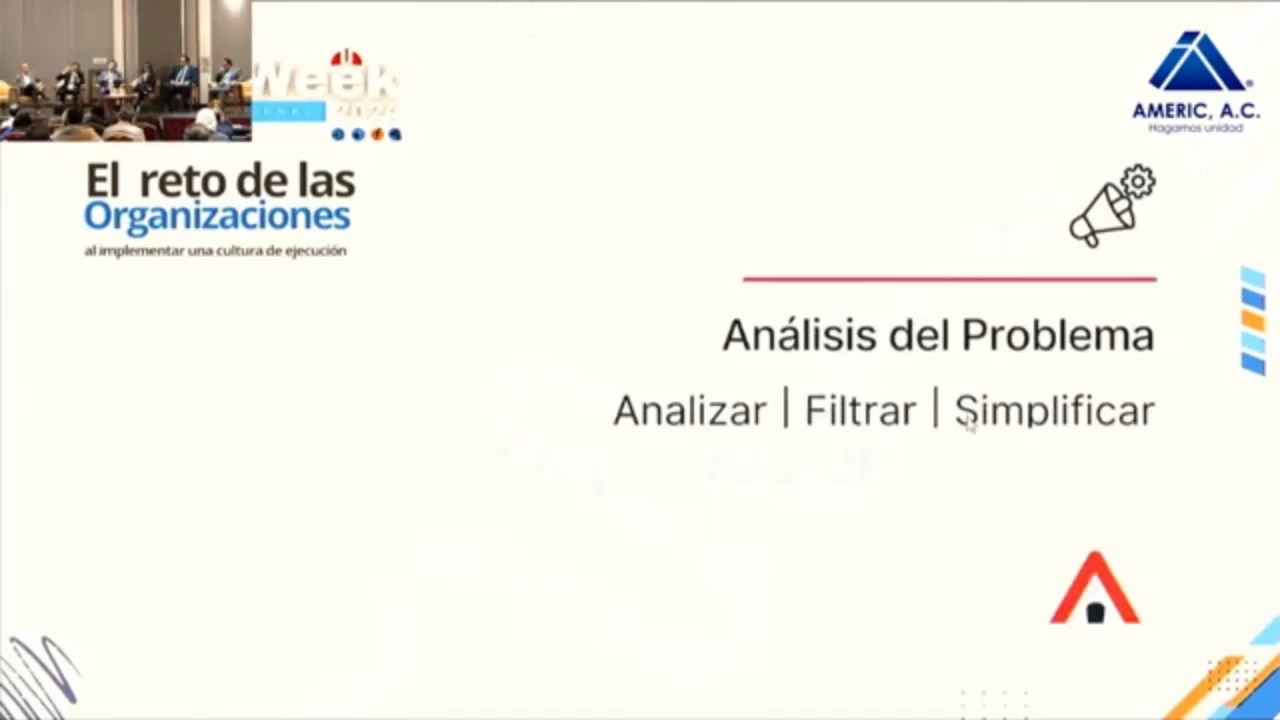 Week
AMERIC, A.C.
Hagamos unidad
El reto de las
Organizaciones
al implementar una cultura de ejecución
Análisis del Problema
Analizar | Filtrar | Simplificar